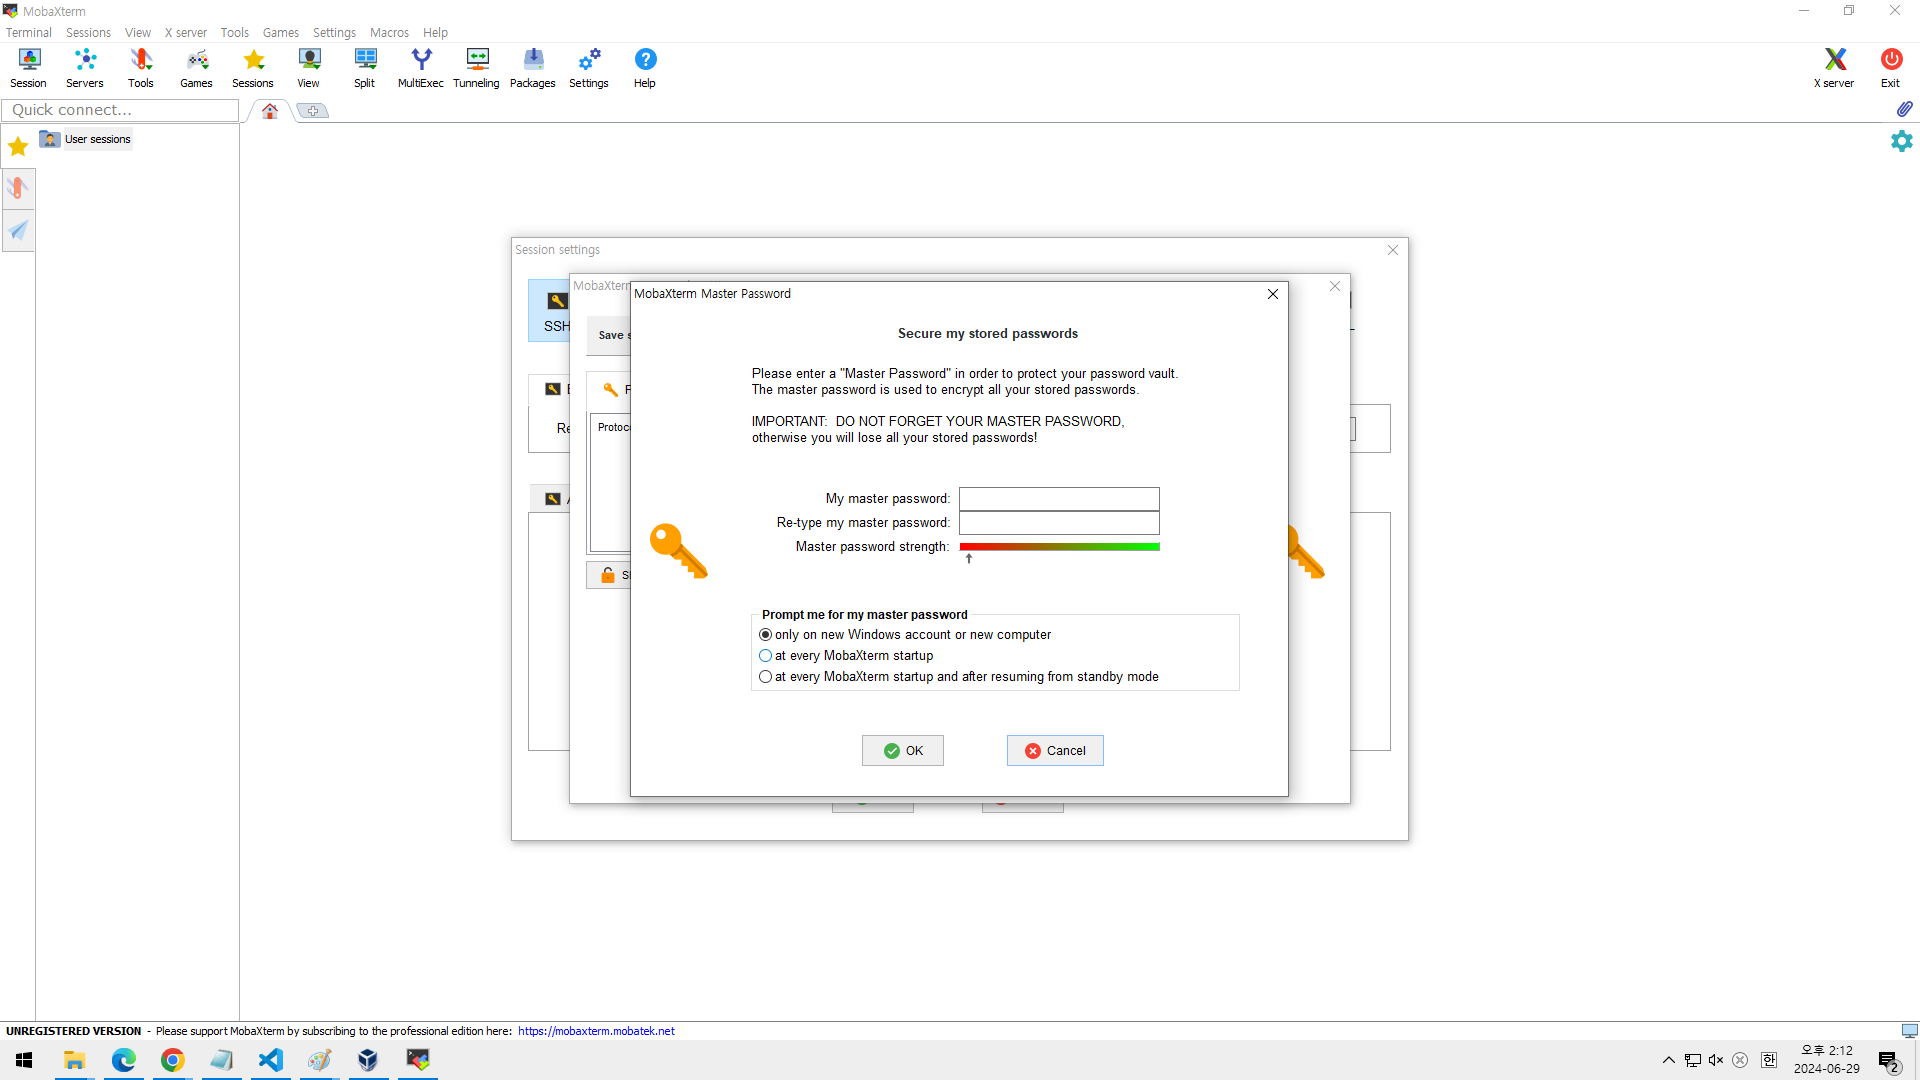 MobaXterm
Terminal Sessions View X server Tools Games Settings Macros Help
Session Servers Tools Games Sessions View Split MultiExec Tunneling Packages Settings Help X server Exit
Quick connect...
User sessions
Session settings
MobaXterm
MobaXterm Master Password
SSH
Save s
Secure my stored passwords
Please enter a "Master Password" in order to protect your password vault.
The master password is used to encrypt all your stored passwords.
IMPORTANT: DO NOT FORGET YOUR MASTER PASSWORD,
otherwise you will lose all your stored passwords!
Re
Protoco
My master password:
Re-type my master password:
Master password strength:
Prompt me for my master password
only on new Windows account or new computer
at every MobaXterm startup
at every MobaXterm startup and after resuming from standby mode
OK Cancel
UNREGISTERED VERSION - Please support MobaXterm by subscribing to the professional edition here: https://mobaxterm.mobatek.net
한
오후 2:12
2024-06-29
2